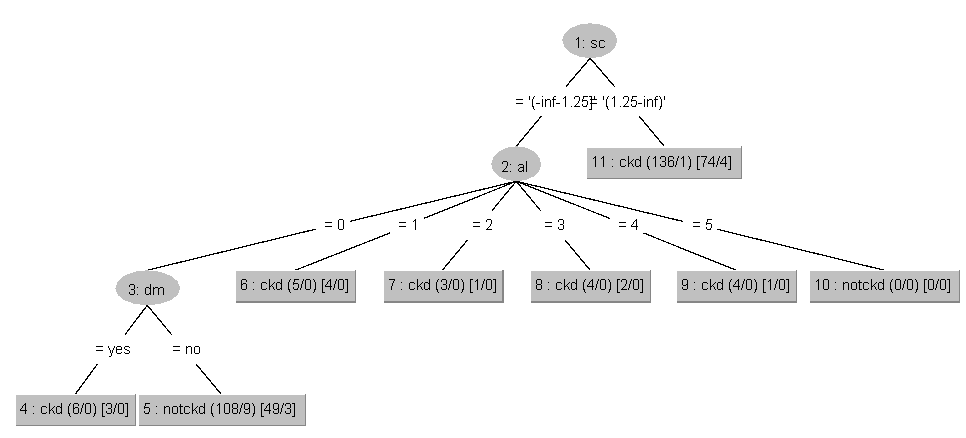 1: sc
= '(-inf-1.25]'
= '(1.25-inf)'
2: al
11 : ckd (136/1) [74/4]
= 0
= 1
= 2
= 3
= 4
= 5
3: dm
6 : ckd (5/0) [4/0]
7 : ckd (3/0) [1/0]
8 : ckd (4/0) [2/0]
9 : ckd (4/0) [1/0]
10 : notckd (0/0) [0/0]
= yes
= no
4 : ckd (6/0) [3/0]
5 : notckd (108/9) [49/3]